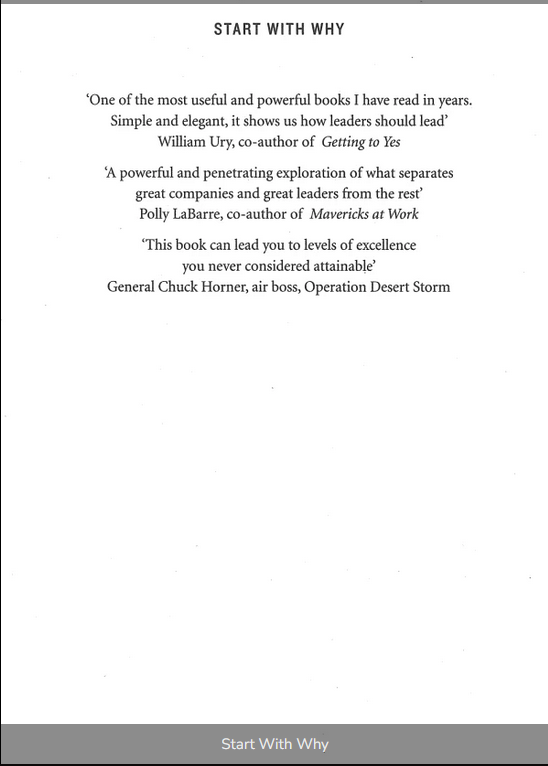 START WITH WHY
‘One of the most useful and powerful books I have read in years.
Simple and elegant, it shows us how leaders should lead’
William Ury, co-author of Getting to Yes
‘A powerful and penetrating exploration of what separates
great companies and great leaders from the rest’
Polly LaBarre, co-author of Mavericks at Work
‘This book can lead you to levels of excellence
you never considered attainable’
General Chuck Horner, air boss, Operation Desert Storm
Start With Why